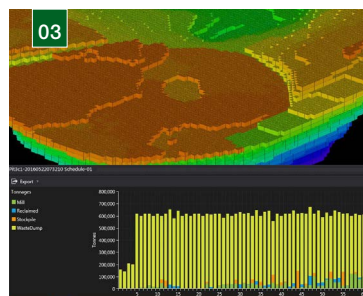 03
Pit3c1-20160522073210 Schedule-01
Export
Tonnages
Mill
Reclaimed
Stockpile
WasteDump
Tonnes
800,000
700,000
600,000
500,000
400,000
300,000
200,000
100,000
0
5 10 15 20 25 30 35 40 45 50 55